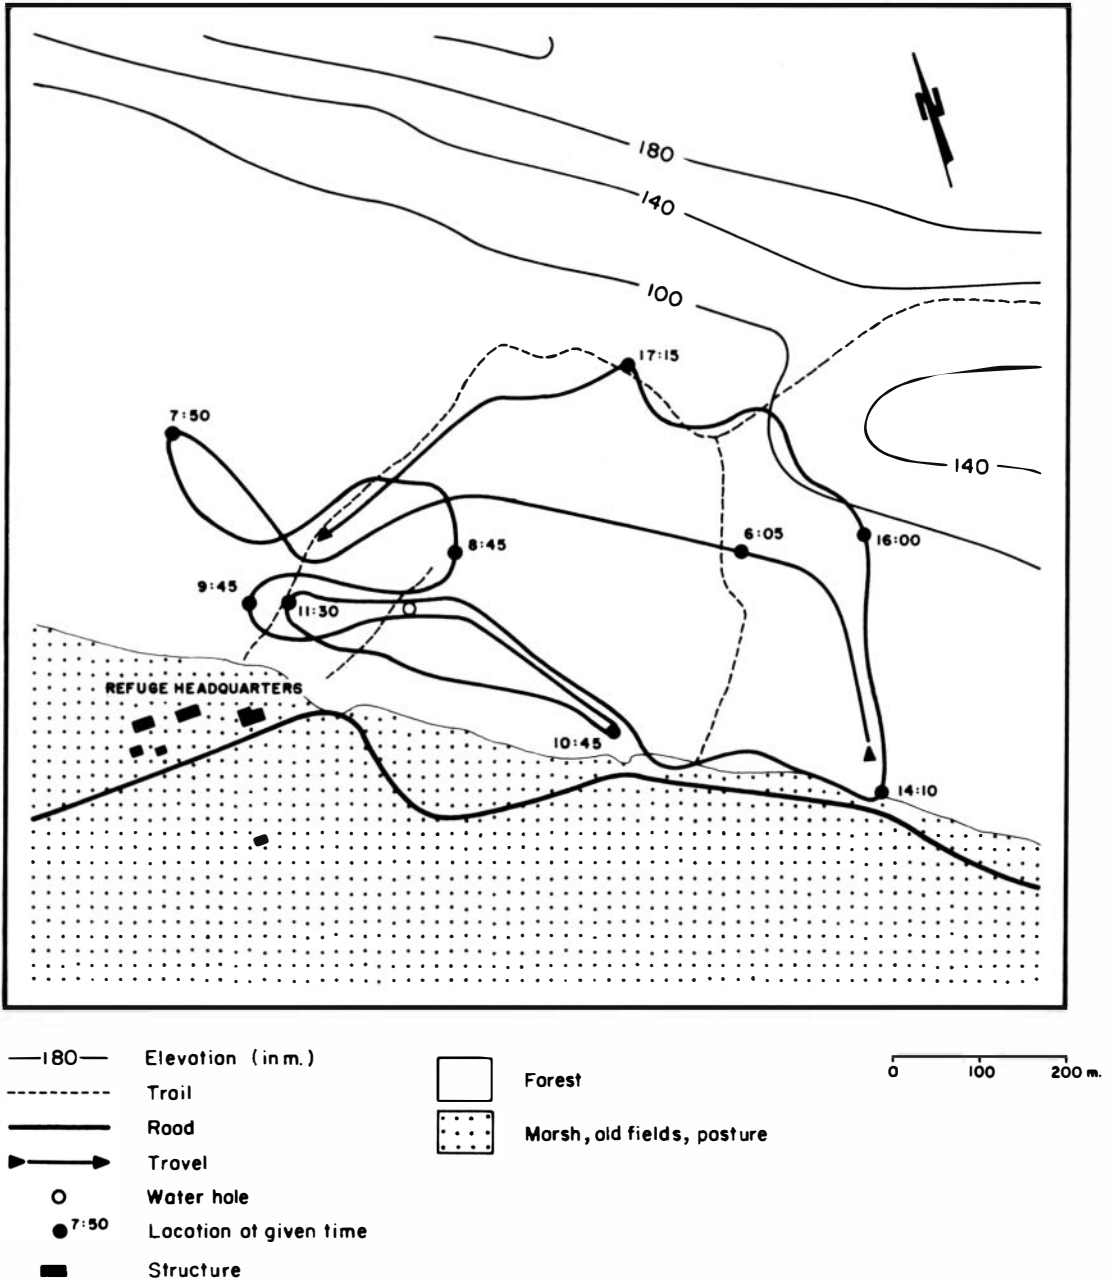 180
140
100
17:15
7:50
140
6:05
16:00
8:45
9:45
11:30
REFUGE HEADQUARTERS
10:45
14:10
N
180 Elevation (in m.)
Trail
Road
Travel
Water hole
7:50 Location at given time
Structure
Forest
Marsh, old fields, pasture
0 100 200 m.